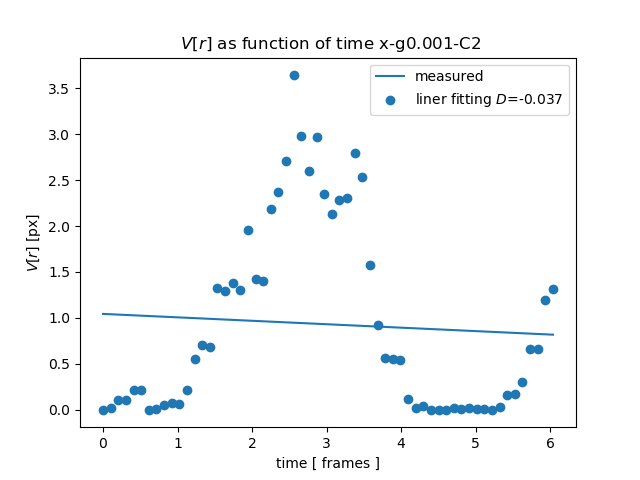 V[r] as function of time x-g0.001-C2
measured
liner fitting D=-0.037
3.5
3.0
2.5
2.0
1.5
1.0
0.5
0.0
V[r] [px]
0 1 2 3 4 5 6
time [ frames ]